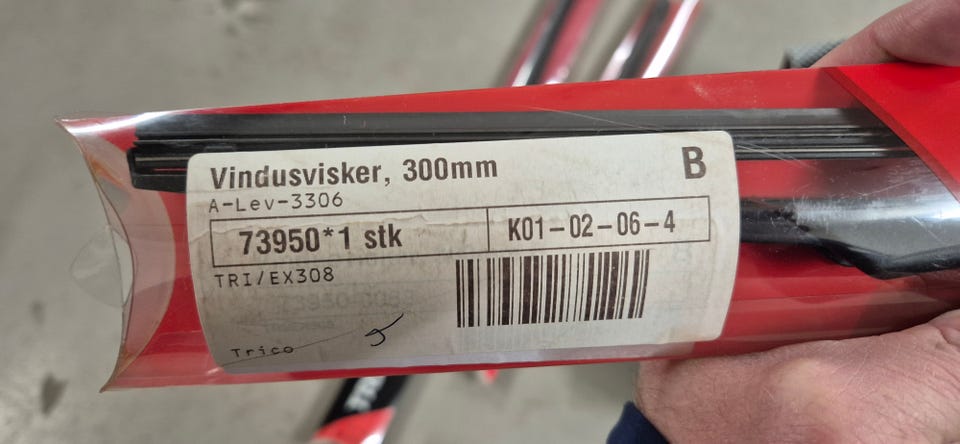 Vindusvisker, 300mm
B
A-Lev-3306
73950*1 stk
K01-02-06-4
TRI/EX308
Trico